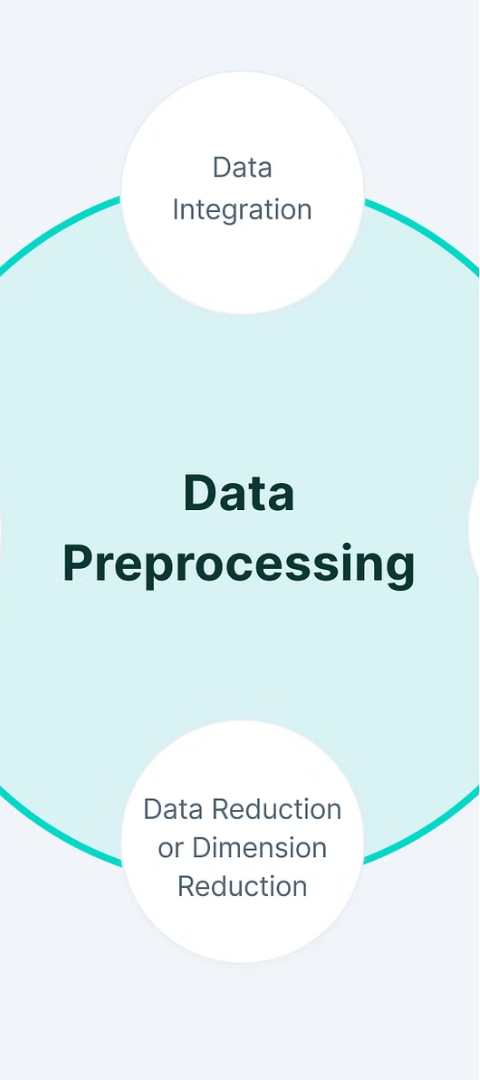 Data
Integration
Data
Preprocessing
Data Reduction
or Dimension
Reduction